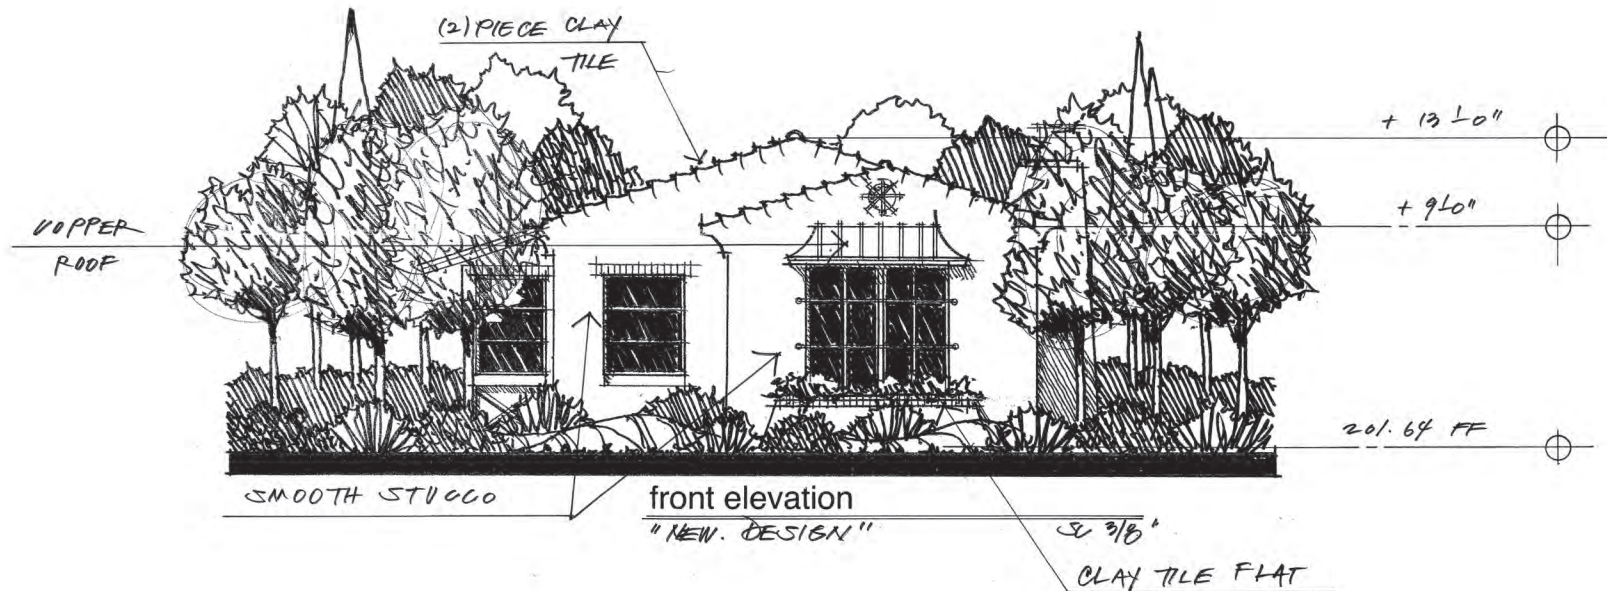 (2) PIECE CLAY
TILE
+ 13'-0"
+ 9'-0"
COPPER
ROOF
201.64 FF
SMOOTH STUCCO
front elevation
"NEW. DESIGN"
SC 3/8"
CLAY TILE FLAT